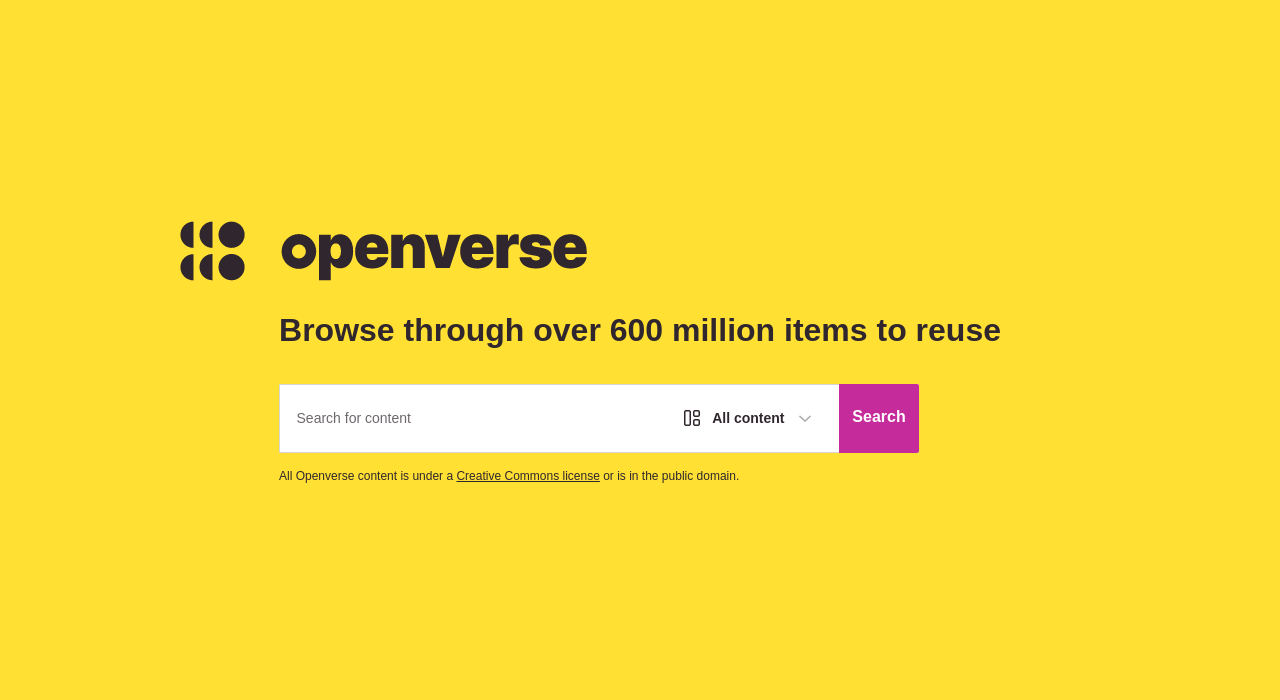 openverse
Browse through over 600 million items to reuse
Search for content
All content
Search
All Openverse content is under a Creative Commons license or is in the public domain.